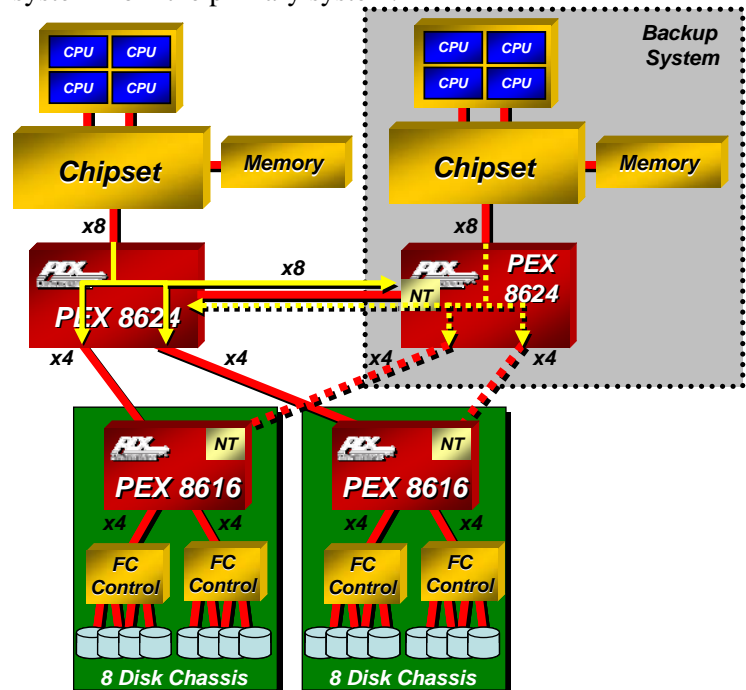 Backup
System
CPU CPU
CPU CPU
CPU CPU
CPU CPU
Chipset
Memory
Chipset
Memory
x8
x8
x8
PEX 8624
NT
PEX
8624
x4
x4
x4
x4
NT
PEX 8616
NT
PEX 8616
x4
x4
x4
x4
FC
Control
FC
Control
FC
Control
FC
Control
8 Disk Chassis
8 Disk Chassis